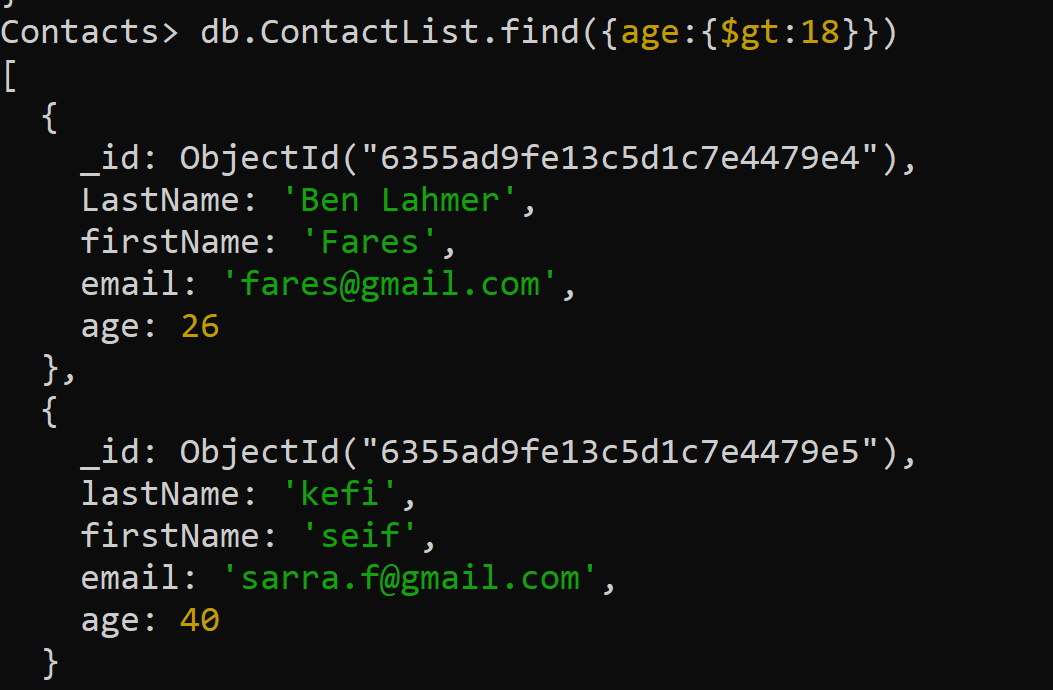 }
Contacts> db.ContactList.find({age:{$gt:18}})
[
  {
    _id: ObjectId("6355ad9fe13c5d1c7e4479e4"),
    LastName: 'Ben Lahmer',
    firstName: 'Fares',
    email: 'fares@gmail.com',
    age: 26
  },
  {
    _id: ObjectId("6355ad9fe13c5d1c7e4479e5"),
    lastName: 'kefi',
    firstName: 'seif',
    email: 'sarra.f@gmail.com',
    age: 40
  }